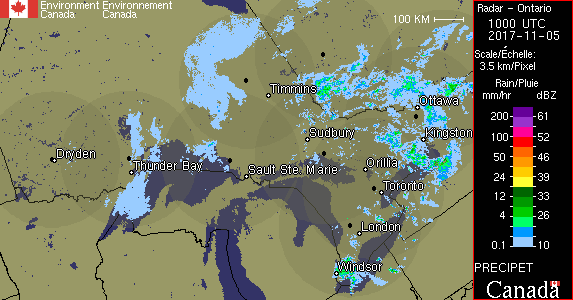 Environment Environnement
Canada Canada
100 KM
Timmins
Ottawa
Sudbury
Kingston
Dryden
Thunder Bay
Sault Ste. Marie
Orillia
Toronto
London
Windsor
Radar - Ontario
1000 UTC
2017-11-05
Scale/Échelle:
3.5 km/Pixel
Rain/Pluie
mm/hr dBZ
200 61
100 52
50 46
24 39
12 33
4 26
0.1 10
PRECIPET
Canada